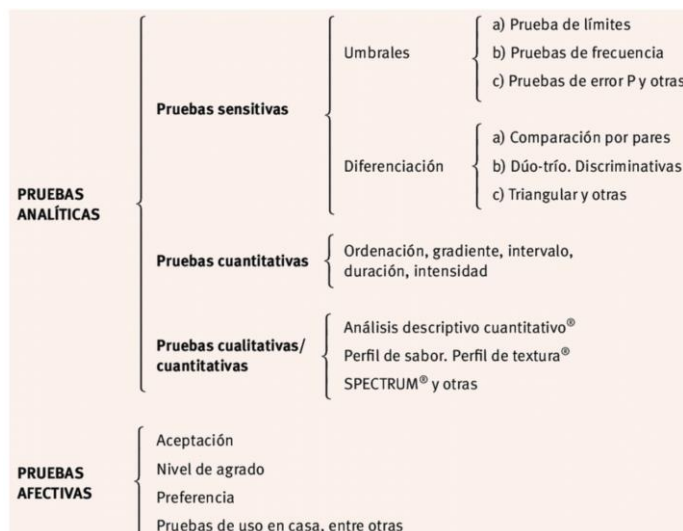 PRUEBAS
ANALÍTICAS
Pruebas sensitivas
Umbrales
a) Prueba de límites
b) Pruebas de frecuencia
c) Pruebas de error P y otras
Diferenciación
a) Comparación por pares
b) Dúo-trío. Discriminativas
c) Triangular y otras
Pruebas cuantitativas
Ordenación, gradiente, intervalo,
duración, intensidad
Pruebas cualitativas/
cuantitativas
Análisis descriptivo cuantitativo®
Perfil de sabor. Perfil de textura®
SPECTRUM® y otras
PRUEBAS
AFECTIVAS
Aceptación
Nivel de agrado
Preferencia
Pruebas de uso en casa, entre otras